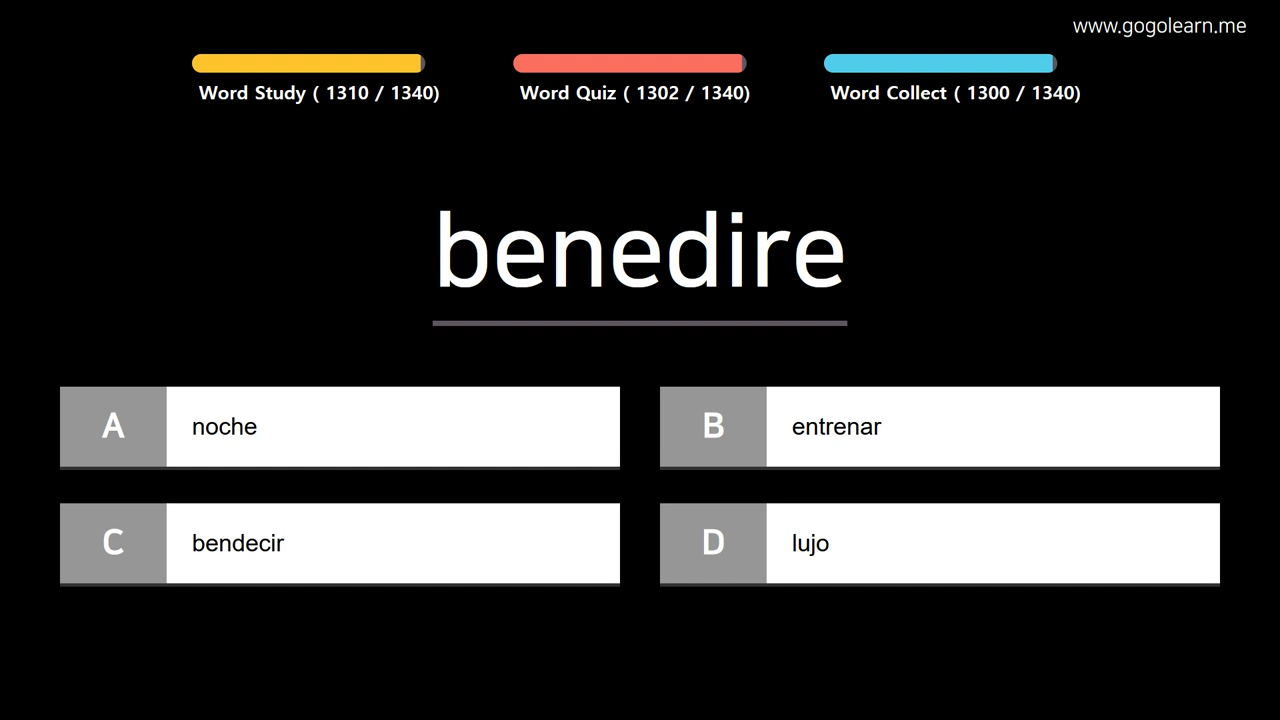 www.gogolearn.me
Word Study ( 1310 / 1340)
Word Quiz ( 1302 / 1340)
Word Collect ( 1300 / 1340)
benedire
A noche
B entrenar
C bendecir
D lujo